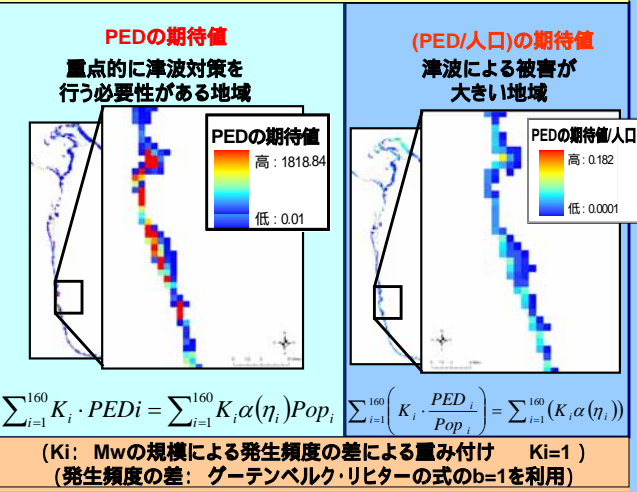 PEDの期待値
重点的に津波対策を
行う必要性がある地域
PEDの期待値
高 : 1818.84
低 : 0.01
∑_{i=1}^{160} K_i · PEDi = ∑_{i=1}^{160} K_i α(η_i) Pop_i
(PED/人口)の期待値
津波による被害が
大きい地域
PEDの期待値/人口
高 : 0.182
低 : 0.0001
∑_{i=1}^{160} (K_i · PED_i / Pop_i) = ∑_{i=1}^{160} (K_i α(η_i))
(Ki: Mwの規模による発生頻度の差による重み付け Ki=1 )
(発生頻度の差: グーテンベルク・リヒターの式のb=1を利用)